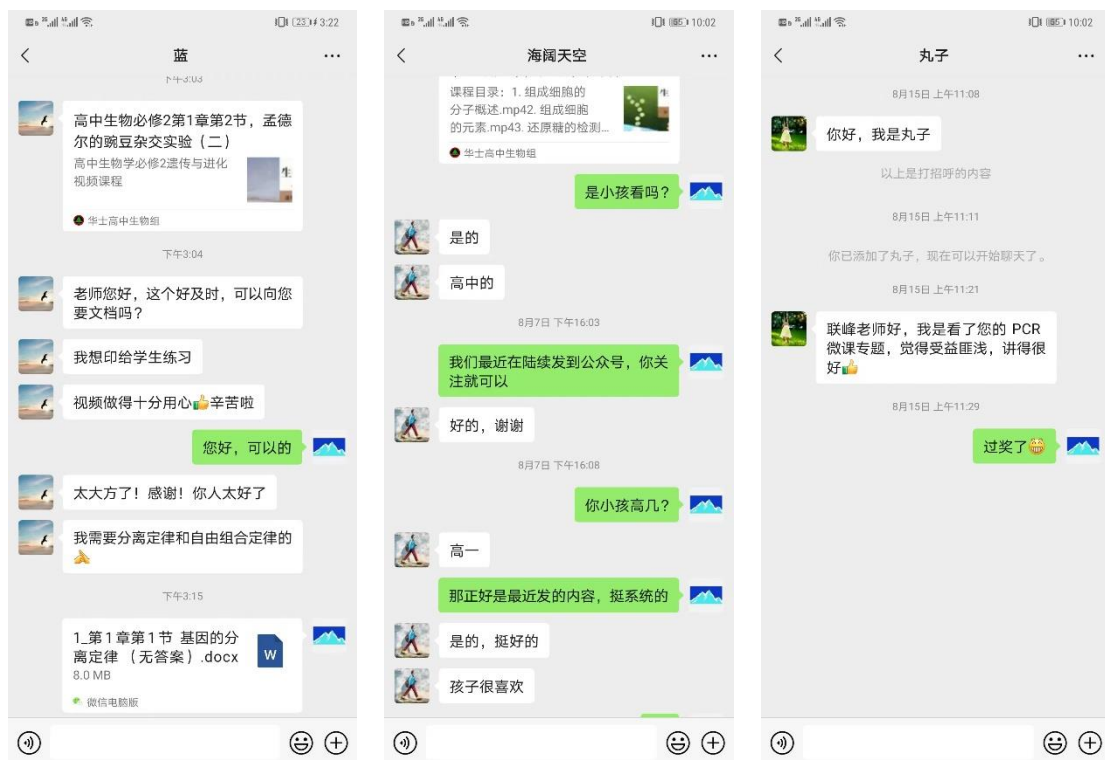 3:22
蓝
下午3:03
高中生物必修2第1章第2节，孟德
尔的豌豆杂交实验（二）
高中生物学必修2遗传与进化
视频课程
华士高中生物组
下午3:04
老师您好，这个好及时，可以向您
要文档吗？
我想印给学生练习
视频做得十分用心👍辛苦啦
您好，可以的
太大方了！感谢！你人太好了
我需要分离定律和自由组合定律的
🙏
下午3:15
1_第1章第1节 基因的分
离定律 （无答案）.docx
8.0 MB
W
微信电脑版
10:02
海阔天空
课程目录：1. 组成细胞的
分子概述.mp42. 组成细胞
的元素.mp43. 还原糖的检测...
华士高中生物组
是小孩看吗？
是的
高中的
8月7日 下午16:03
我们最近在陆续发到公众号，你关
注就可以
好的，谢谢
8月7日 下午16:08
你小孩高几？
高一
那正好是最近发的内容，挺系统的
是的，挺好的
孩子很喜欢
10:02
丸子
8月15日 上午11:08
你好，我是丸子
以上是打招呼的内容
8月15日 上午11:11
你已添加了丸子，现在可以开始聊天了。
8月15日 上午11:21
联峰老师好，我是看了您的 PCR
微课专题，觉得受益匪浅，讲得很
好👍
8月15日 上午11:29
过奖了😁